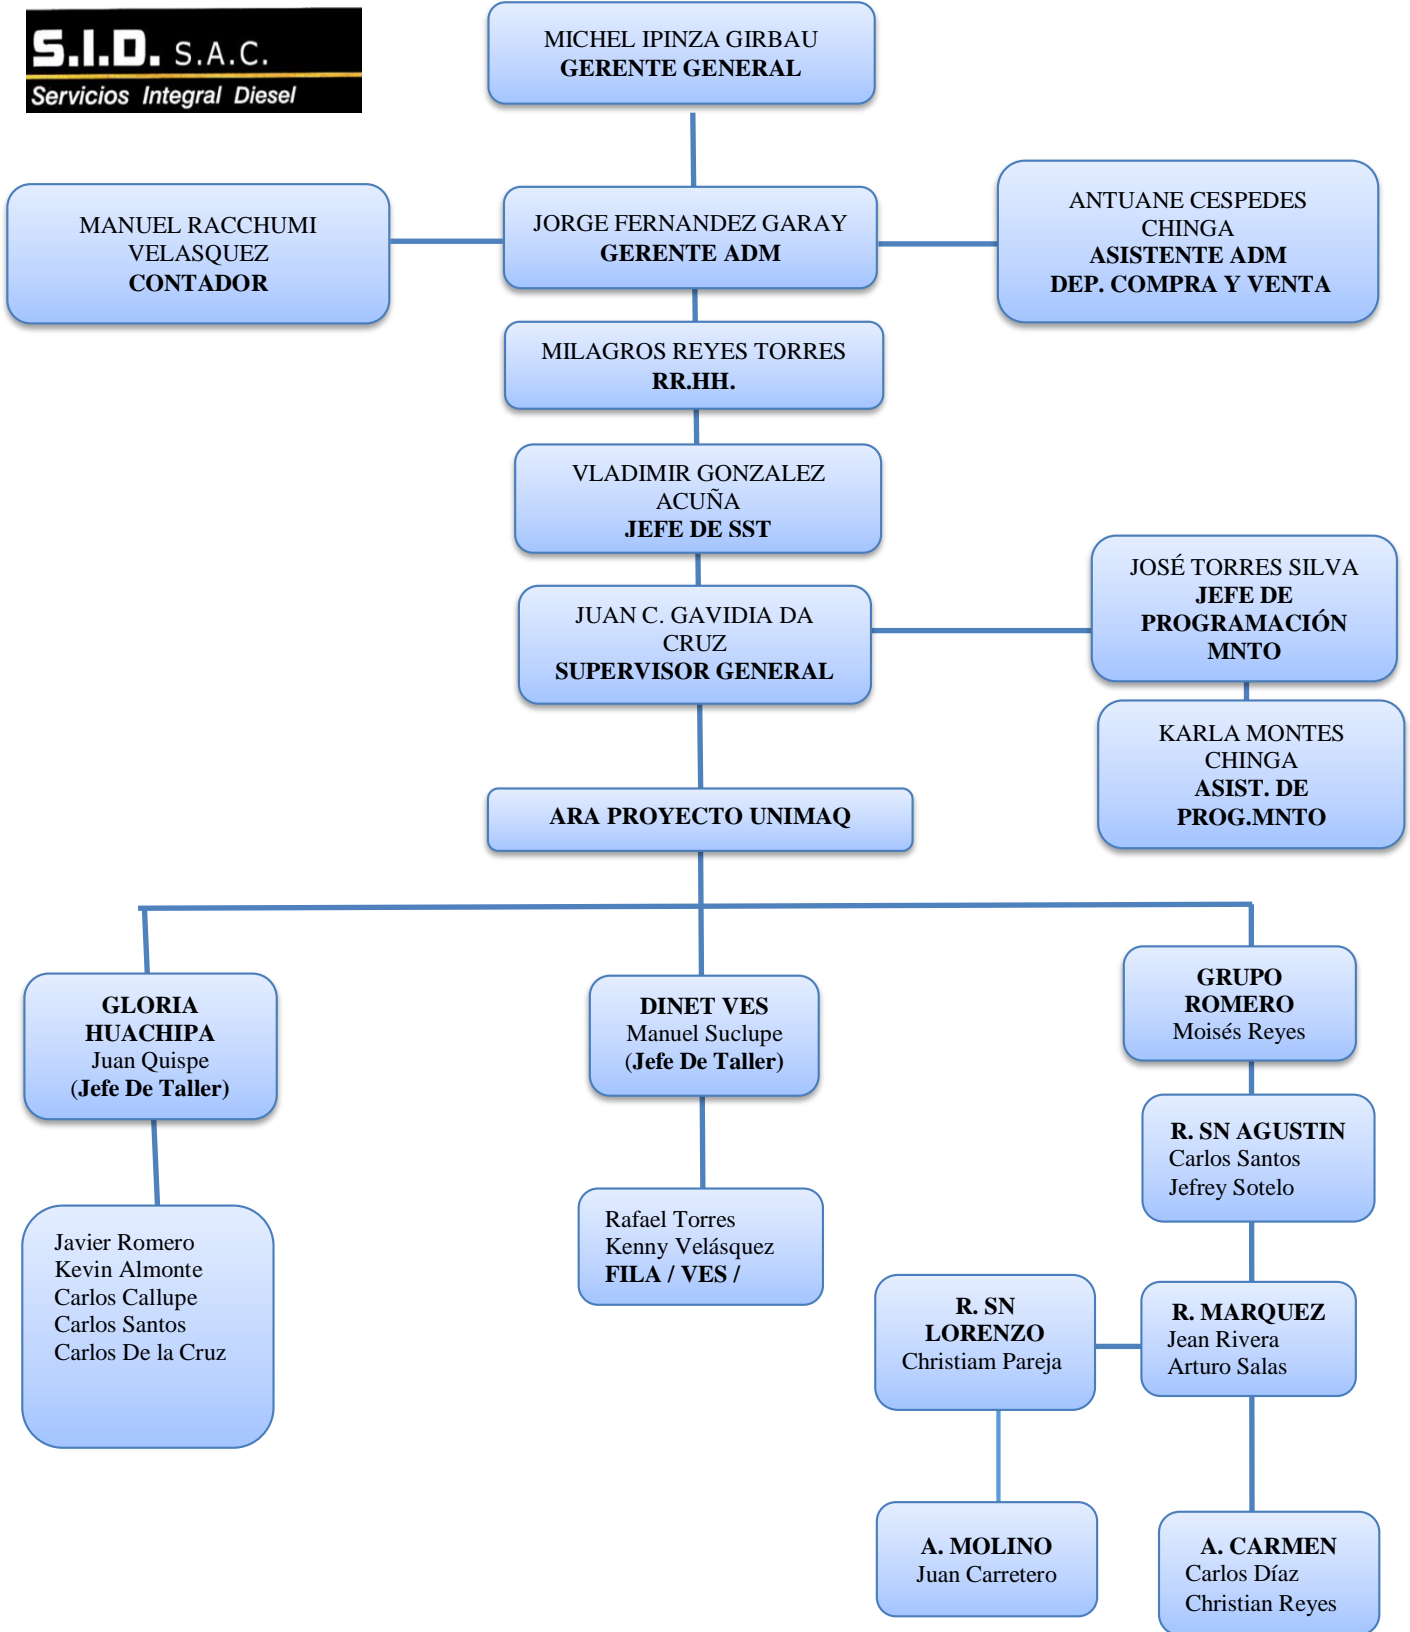 S.I.D. S.A.C.
Servicios Integral Diesel
MICHEL IPINZA GIRBAU
GERENTE GENERAL
MANUEL RACCHUMI
VELASQUEZ
CONTADOR
JORGE FERNANDEZ GARAY
GERENTE ADM
ANTUANE CESPEDES
CHINGA
ASISTENTE ADM
DEP. COMPRA Y VENTA
MILAGROS REYES TORRES
RR.HH.
VLADIMIR GONZALEZ
ACUÑA
JEFE DE SST
JUAN C. GAVIDIA DA
CRUZ
SUPERVISOR GENERAL
JOSÉ TORRES SILVA
JEFE DE
PROGRAMACIÓN
MNTO
KARLA MONTES
CHINGA
ASIST. DE
PROG.MNTO
ARA PROYECTO UNIMAQ
GLORIA
HUACHIPA
Juan Quispe
(Jefe De Taller)
DINET VES
Manuel Suclupe
(Jefe De Taller)
GRUPO
ROMERO
Moisés Reyes
Javier Romero
Kevin Almonte
Carlos Callupe
Carlos Santos
Carlos De la Cruz
Rafael Torres
Kenny Velásquez
FILA / VES /
R. SN AGUSTIN
Carlos Santos
Jefrey Sotelo
R. SN
LORENZO
Christiam Pareja
R. MARQUEZ
Jean Rivera
Arturo Salas
A. MOLINO
Juan Carretero
A. CARMEN
Carlos Díaz
Christian Reyes